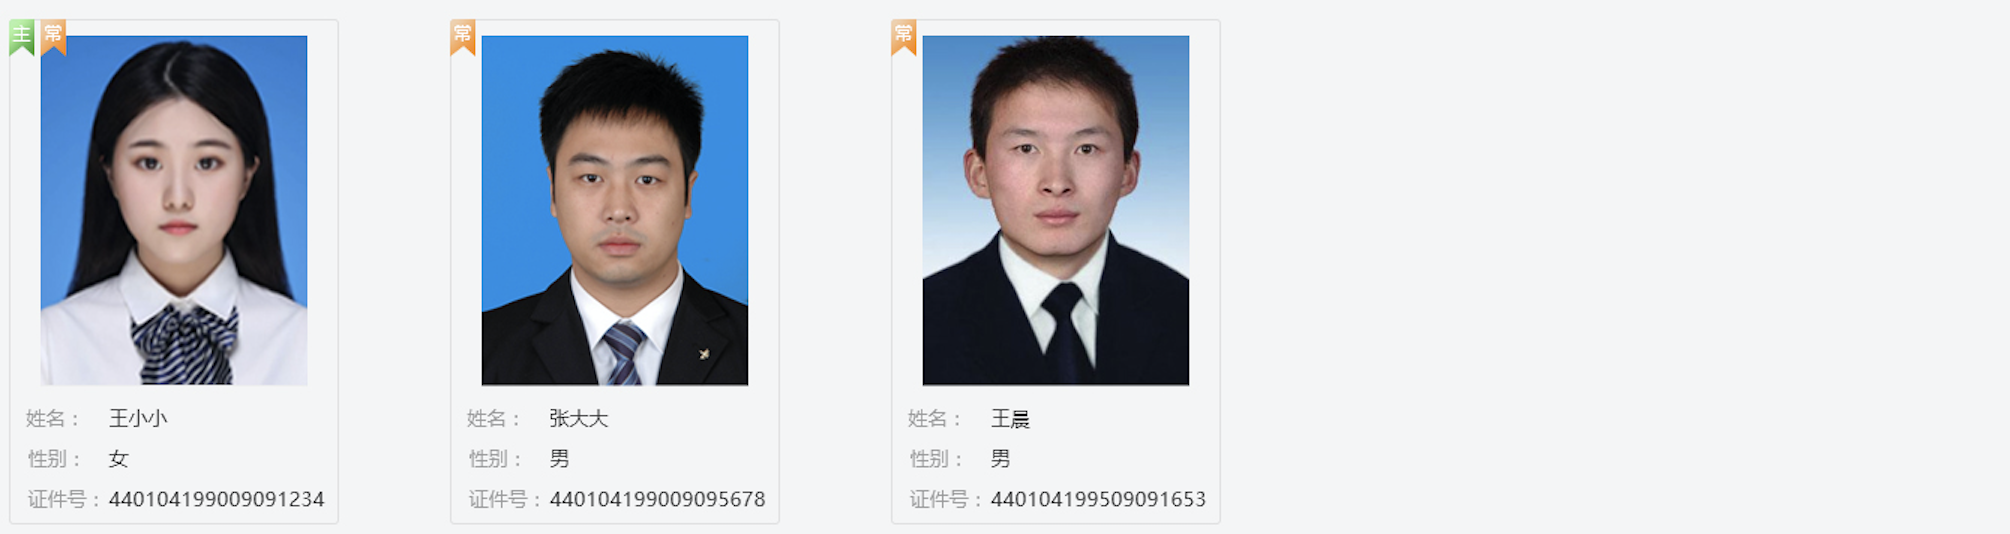 主 常
姓名： 王小小
性别： 女
证件号： 440104199009091234
常
姓名： 张大大
性别： 男
证件号： 440104199009095678
常
姓名： 王晨
性别： 男
证件号： 440104199509091653